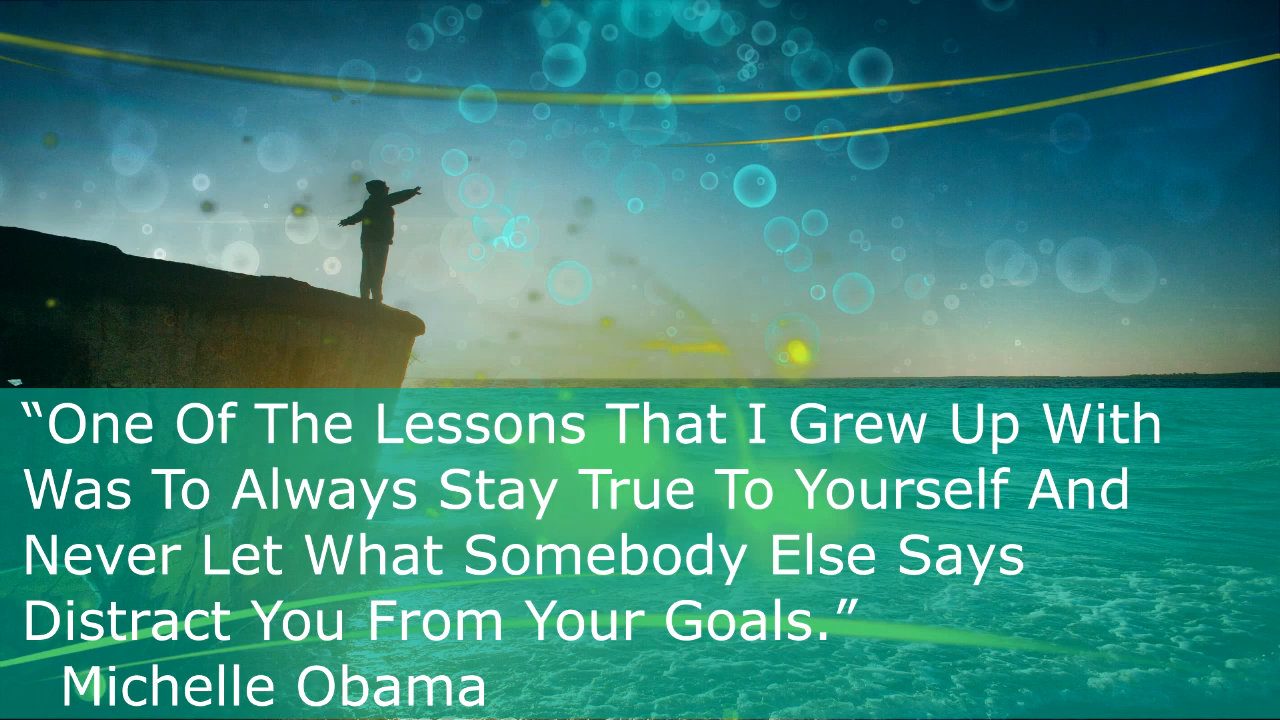 “One Of The Lessons That I Grew Up With
Was To Always Stay True To Yourself And
Never Let What Somebody Else Says
Distract You From Your Goals.”
Michelle Obama